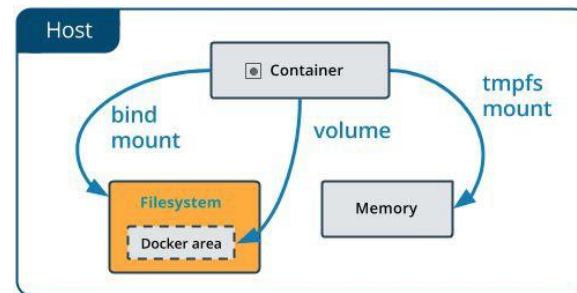 Host
Container
bind
mount
volume
tmpfs
mount
Filesystem
Docker area
Memory